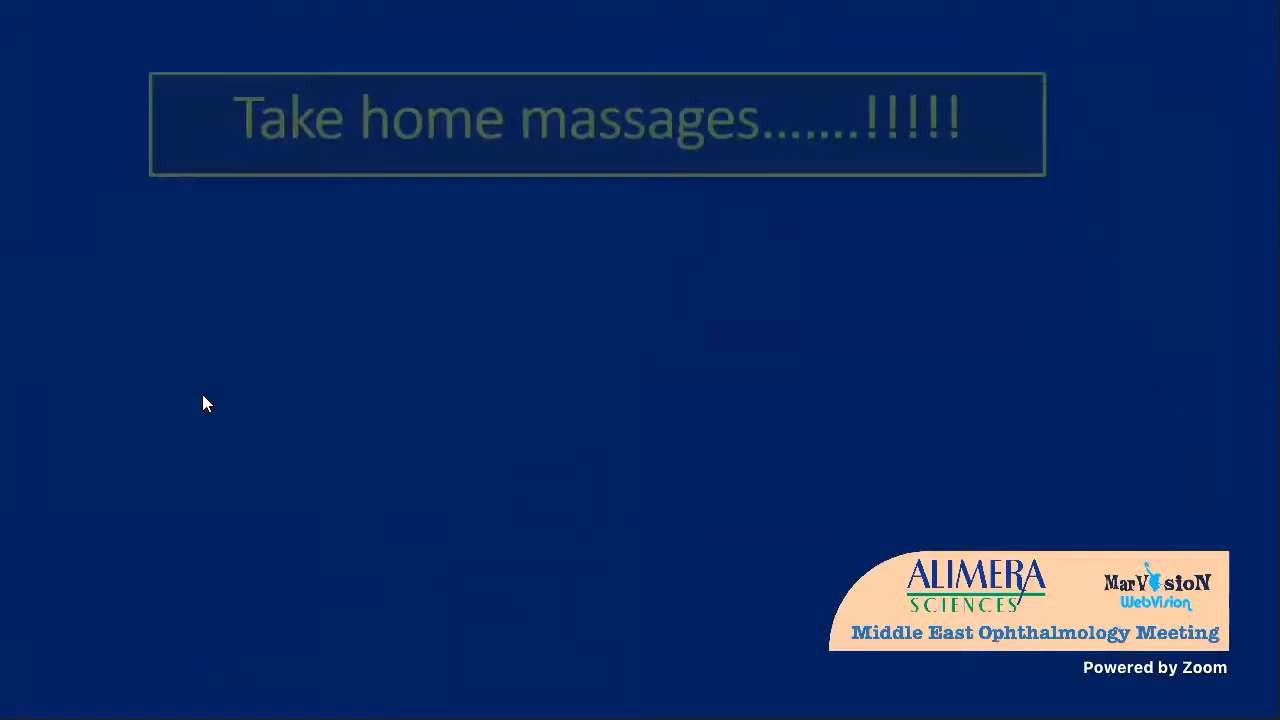 Take home massages.......!!!!!
ALIMERA
SCIENCES
MarVisioN
WebVision
Middle East Ophthalmology Meeting
Powered by Zoom